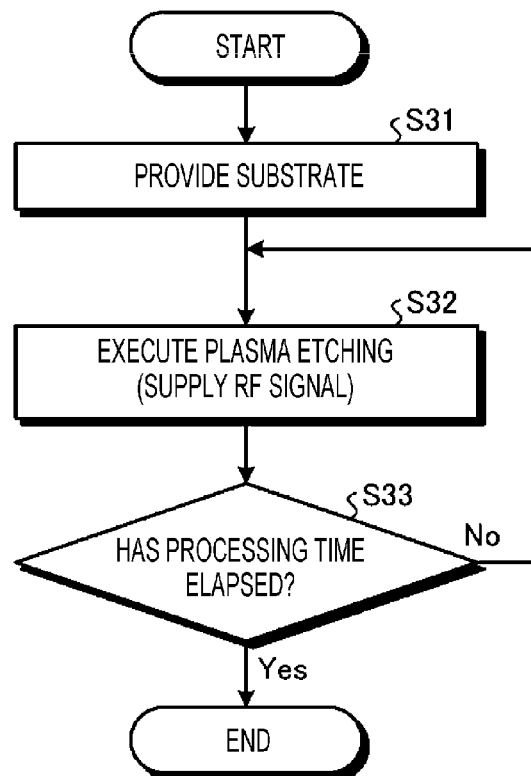 START
S31
PROVIDE SUBSTRATE
S32
EXECUTE PLASMA ETCHING
(SUPPLY RF SIGNAL)
S33
HAS PROCESSING TIME
ELAPSED?
No
Yes
END